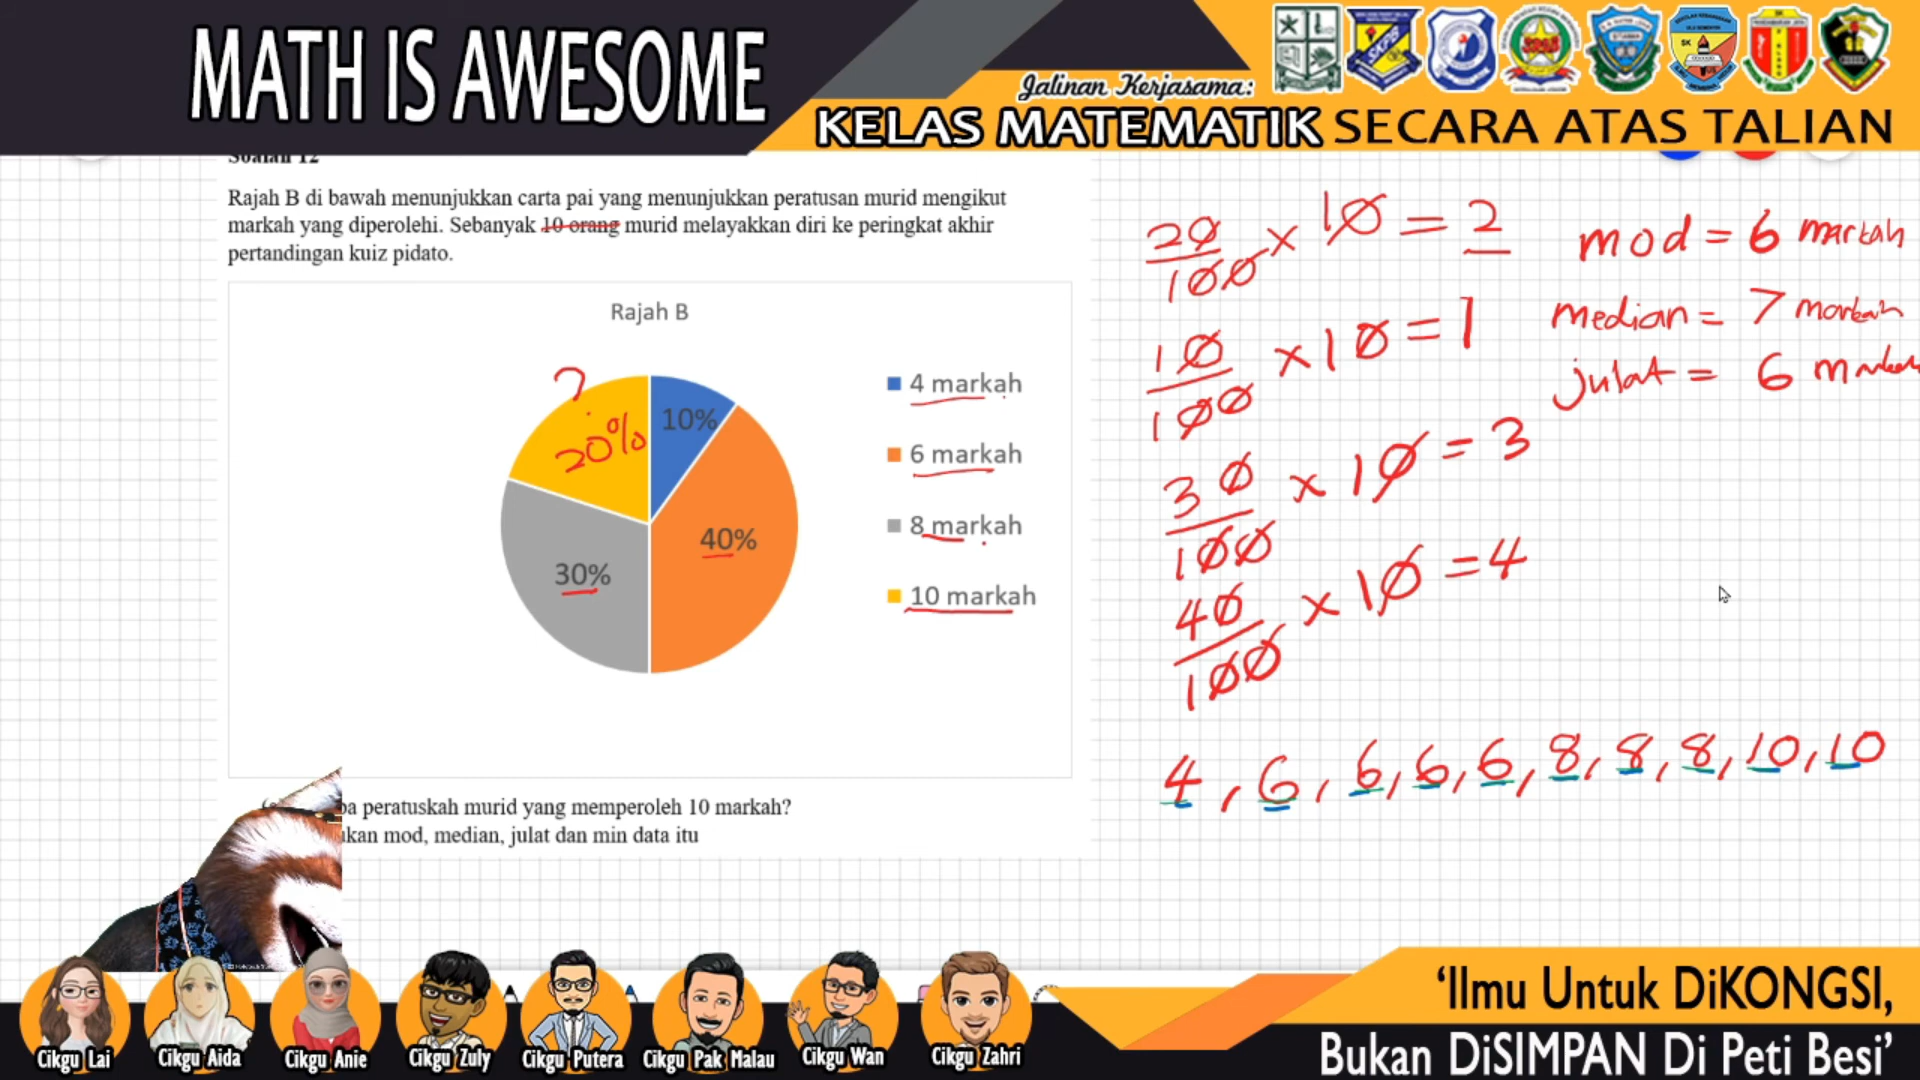 MATH IS AWESOME
Jalinan Kerjasama:
KELAS MATEMATIK SECARA ATAS TALIAN
Soalan 12
Rajah B di bawah menunjukkan carta pai yang menunjukkan peratusan murid mengikut
markah yang diperolehi. Sebanyak 10 orang murid melayakkan diri ke peringkat akhir
pertandingan kuiz pidato.
Rajah B
?
20%
10%
40%
30%
4 markah
6 markah
8 markah
10 markah
20/100 x 10 = 2
10/100 x 10 = 1
30/100 x 10 = 3
40/100 x 10 = 4
mod = 6 markah
median = 7 markah
julat = 6 markah
4, 6, 6, 6, 6, 8, 8, 8, 10, 10
peratuskah murid yang memperoleh 10 markah?
mod, median, julat dan min data itu
Cikgu Lai
Cikgu Aida
Cikgu Anie
Cikgu Zuly
Cikgu Putera
Cikgu Pak Malau
Cikgu Wan
Cikgu Zahri
'Ilmu Untuk DiKONGSI,
Bukan DiSIMPAN Di Peti Besi'